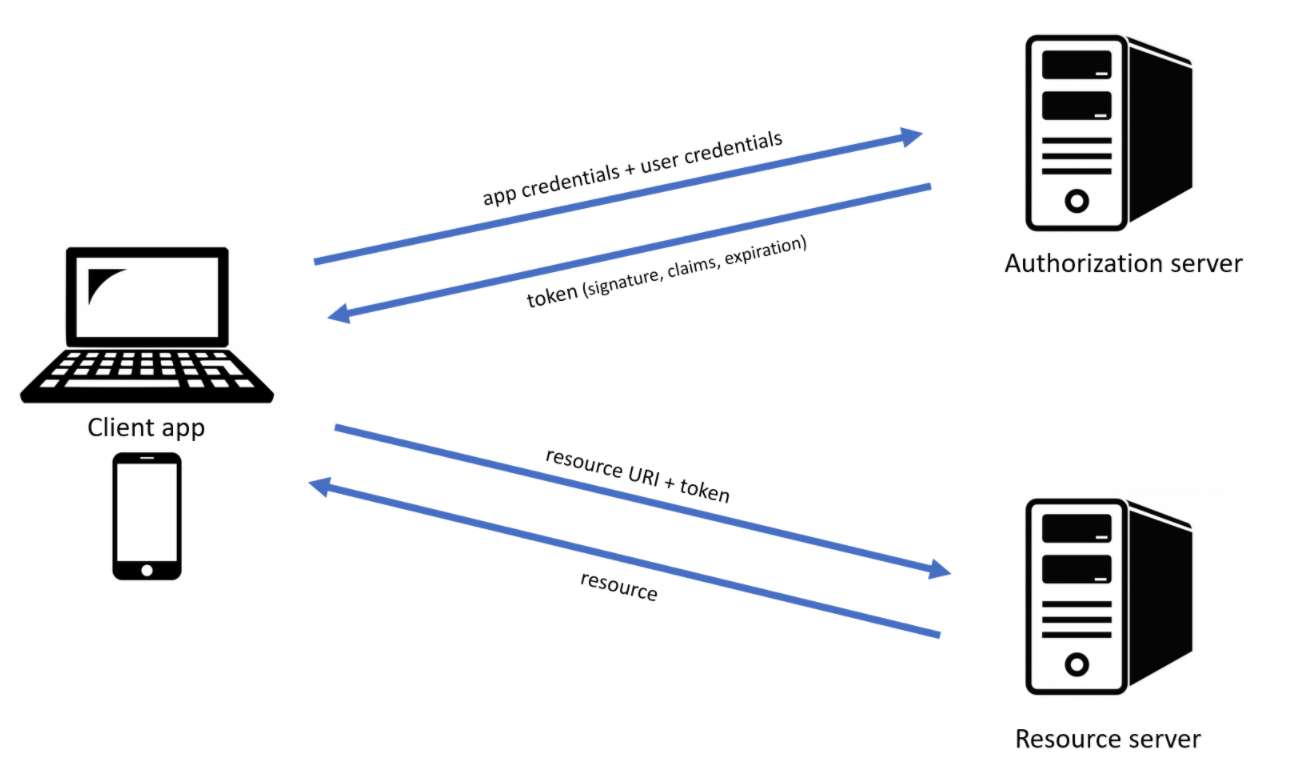 app credentials + user credentials
token (signature, claims, expiration)
Authorization server
Client app
resource URI + token
resource
Resource server